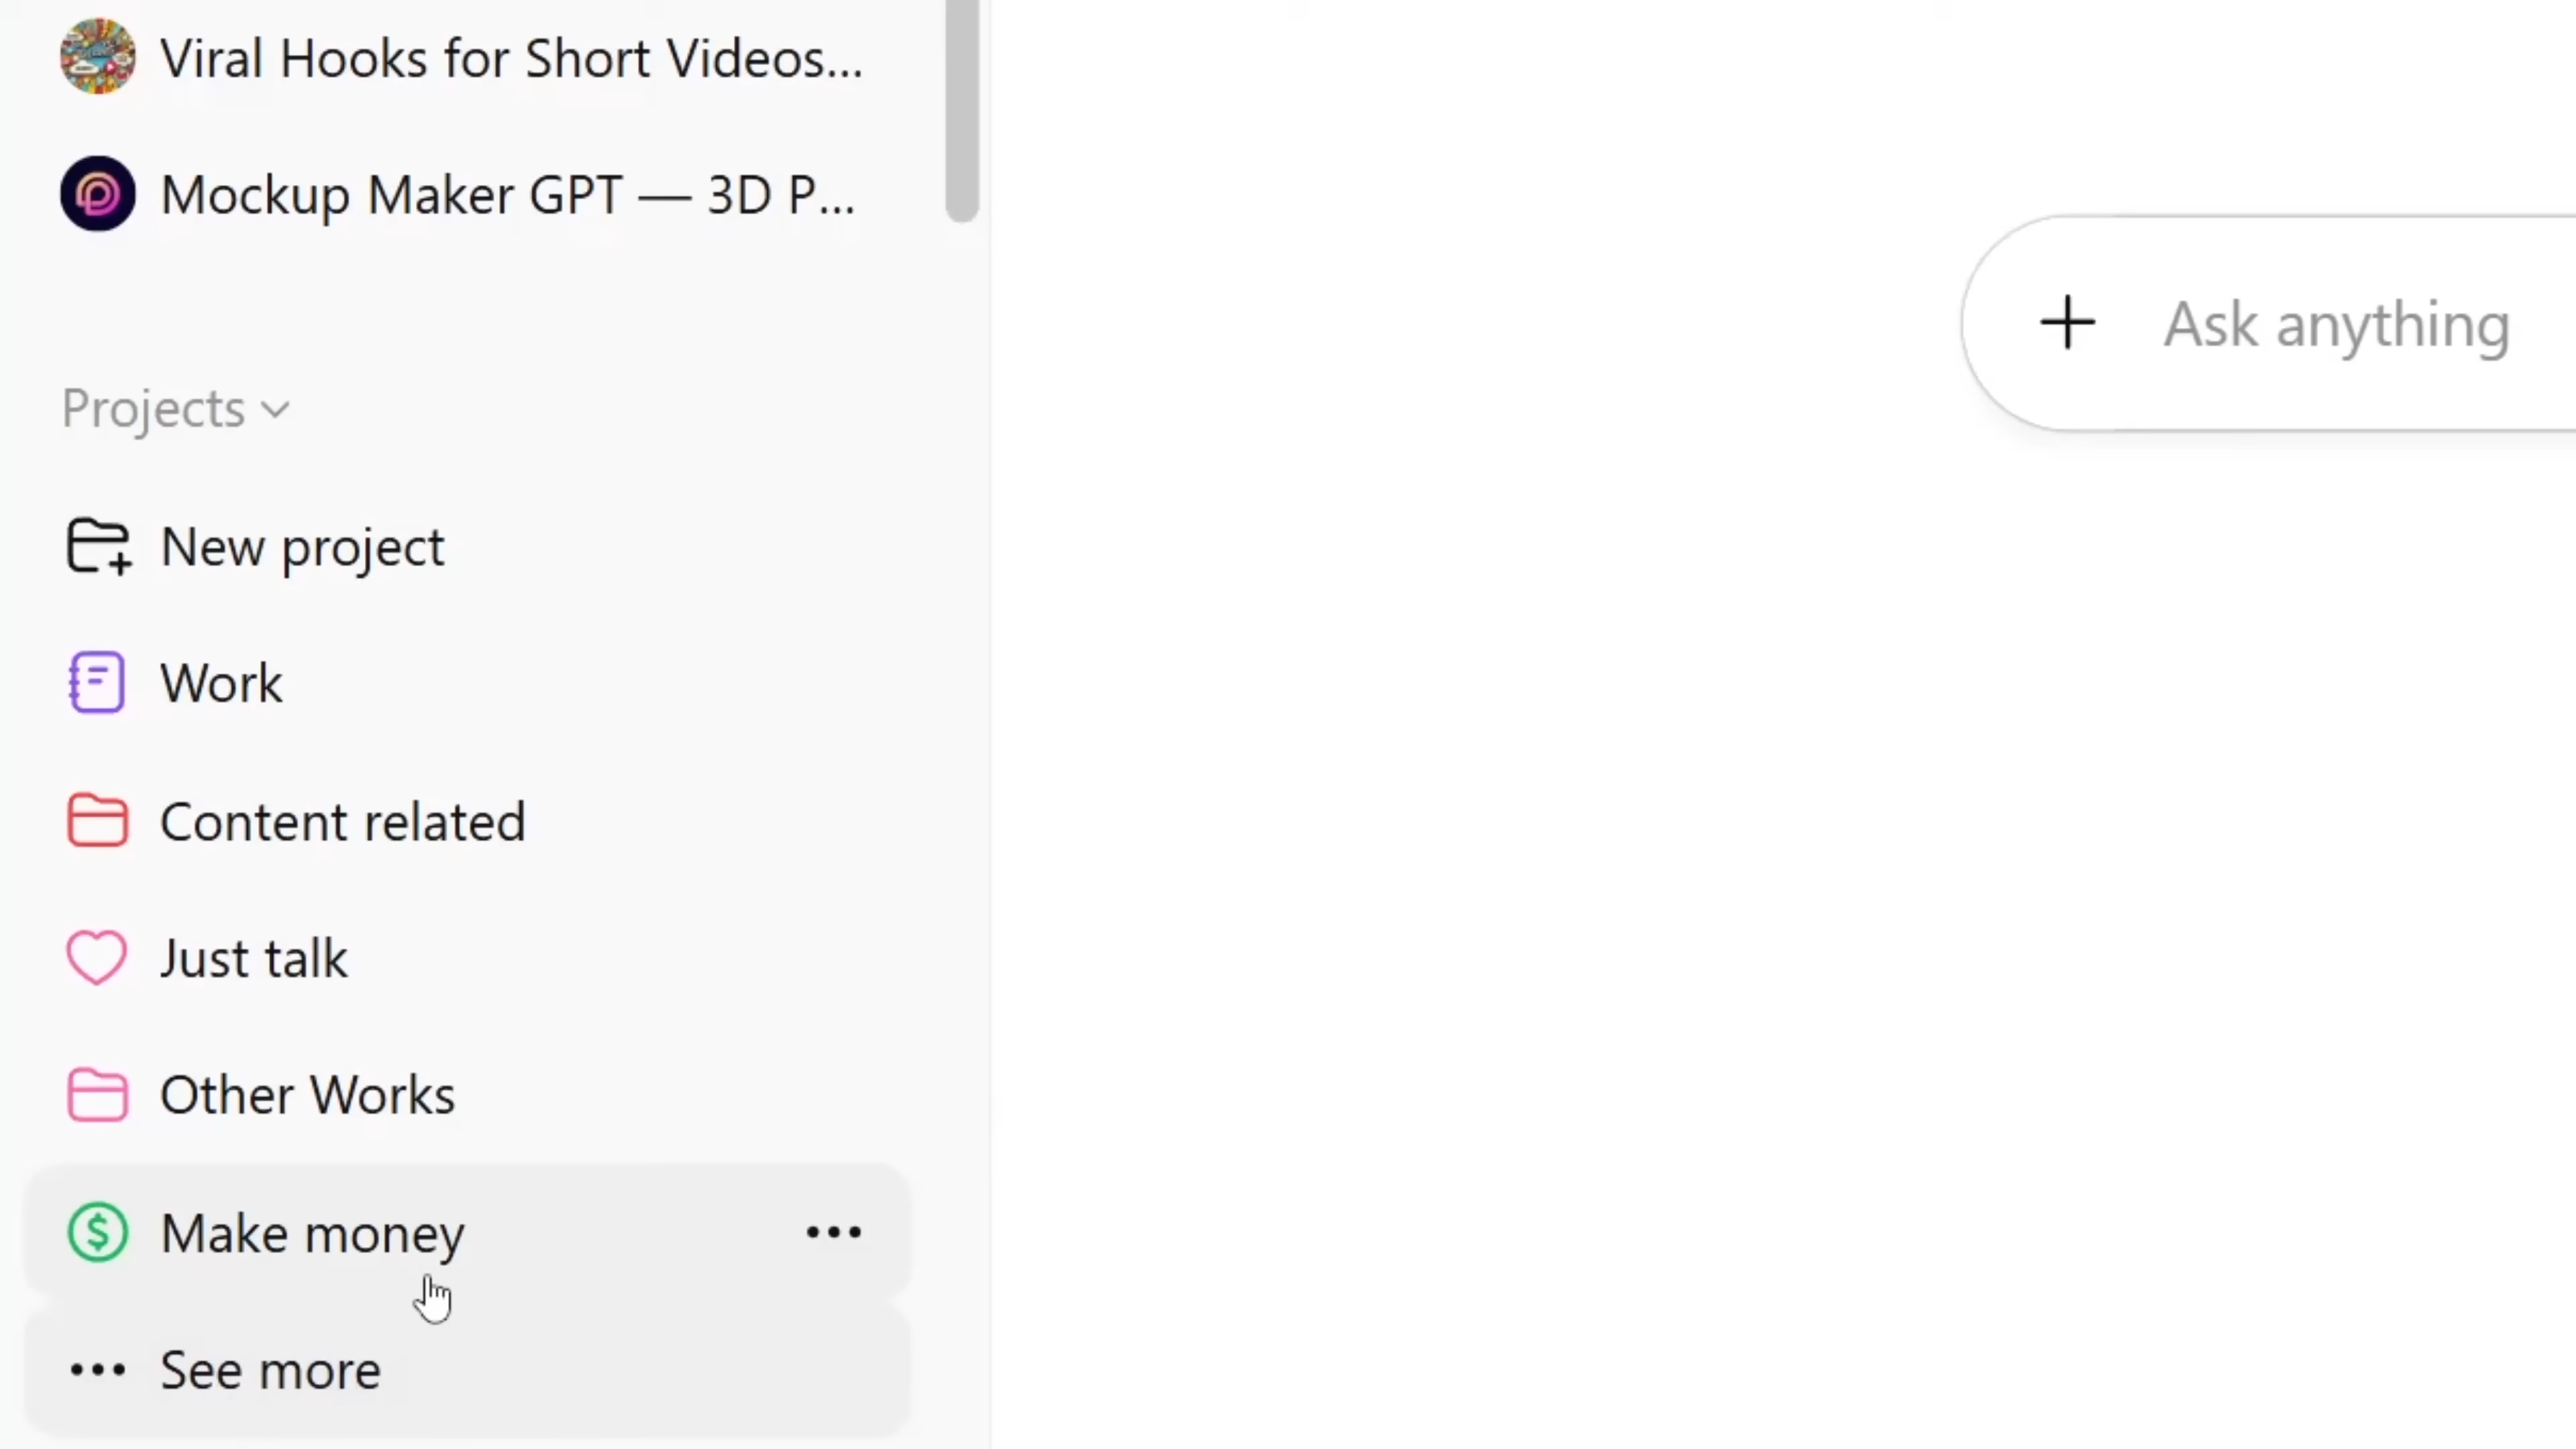 Viral Hooks for Short Videos...
Mockup Maker GPT — 3D P...
Ask anything
Projects
New project
Work
Content related
Just talk
Other Works
Make money
See more